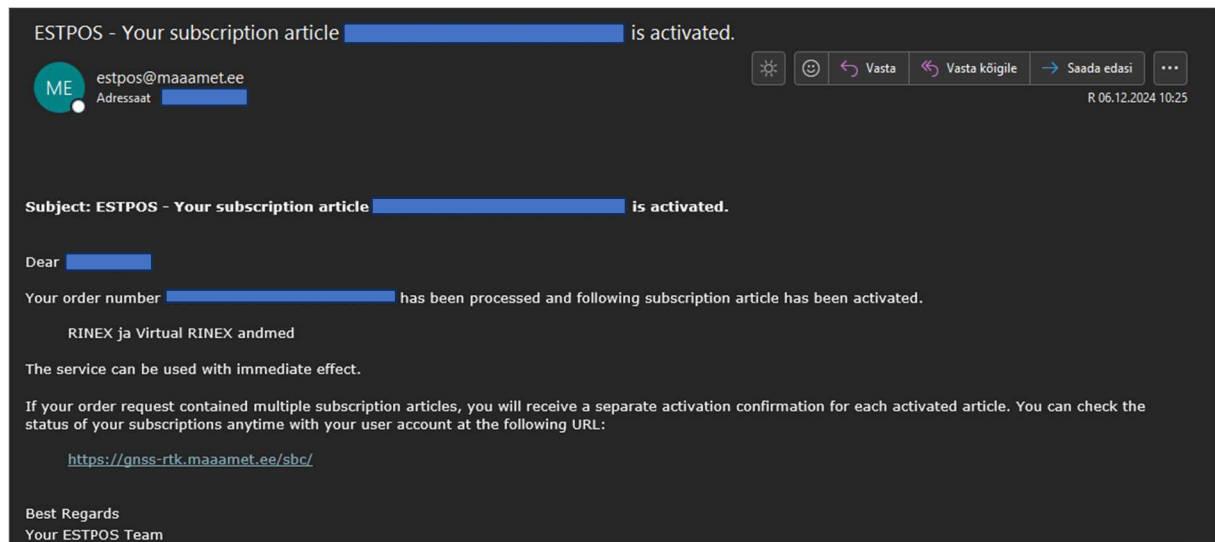 ESTPOS - Your subscription article is activated.
ME
estpos@maaamet.ee
Adressaat
Vasta
Vasta kõigile
Saada edasi
R 06.12.2024 10:25
Subject: ESTPOS - Your subscription article is activated.
Dear
Your order number has been processed and following subscription article has been activated.
RINEX ja Virtual RINEX andmed
The service can be used with immediate effect.
If your order request contained multiple subscription articles, you will receive a separate activation confirmation for each activated article. You can check the
status of your subscriptions anytime with your user account at the following URL:
https://gnss-rtk.maaamet.ee/sbc/
Best Regards
Your ESTPOS Team